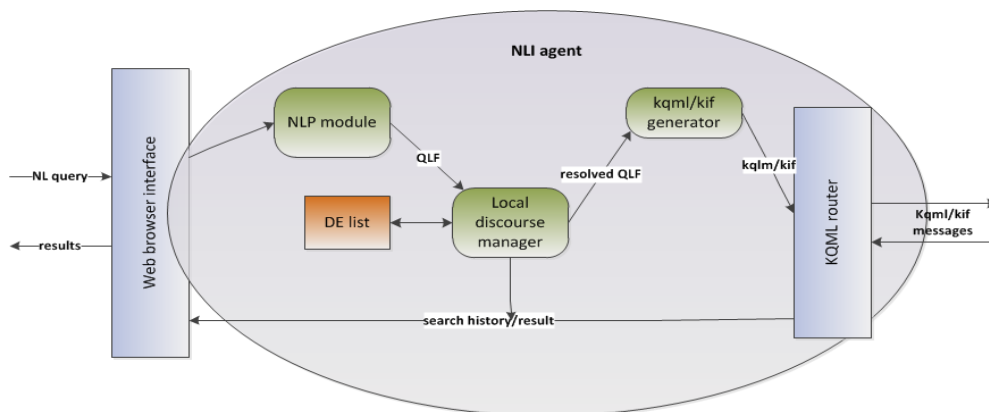 NLI agent
NLP module
kqml/kif
generator
Web browser interface
NL query
results
QLF
resolved QLF
kqlm/kif
DE list
Local
discourse
manager
KQML router
Kqml/kif
messages
search history/result